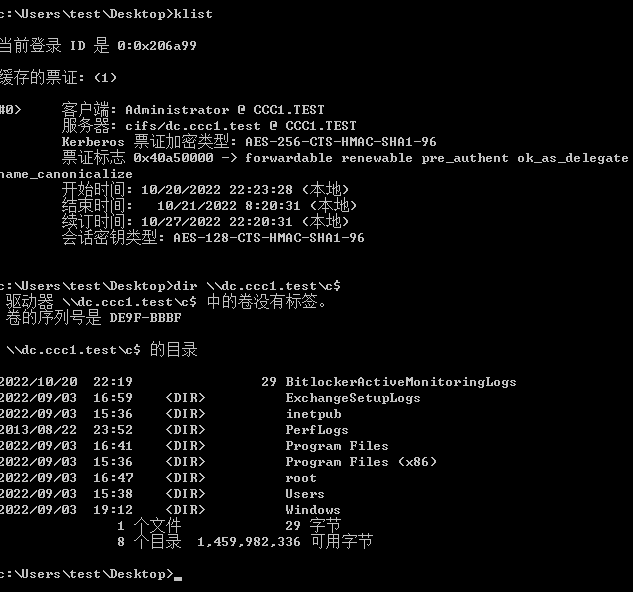 c:\Users\test\Desktop>klist
当前登录 ID 是 0:0x206a99
缓存的票证: (1)
#0> 客户端: Administrator @ CCC1.TEST
服务器: cifs/dc.ccc1.test @ CCC1.TEST
Kerberos 票证加密类型: AES-256-CTS-HMAC-SHA1-96
票证标志 0x40a50000 -> forwardable renewable pre_authent ok_as_delegate
name_canonicalize
开始时间: 10/20/2022 22:23:28 (本地)
结束时间: 10/21/2022 8:20:31 (本地)
续订时间: 10/27/2022 22:20:31 (本地)
会话密钥类型: AES-128-CTS-HMAC-SHA1-96
c:\Users\test\Desktop>dir \\dc.ccc1.test\c$
驱动器 \\dc.ccc1.test\c$ 中的卷没有标签。
卷的序列号是 DE9F-BBBF
\\dc.ccc1.test\c$ 的目录
2022/10/20 22:19 29 BitlockerActiveMonitoringLogs
2022/09/03 16:59 <DIR> ExchangeSetupLogs
2022/09/03 15:36 <DIR> inetpub
2013/08/22 23:52 <DIR> PerfLogs
2022/09/03 16:41 <DIR> Program Files
2022/09/03 15:36 <DIR> Program Files (x86)
2022/09/03 16:47 <DIR> root
2022/09/03 15:38 <DIR> Users
2022/09/03 19:12 <DIR> Windows
1 个文件 29 字节
8 个目录 1,459,982,336 可用字节
c:\Users\test\Desktop>_